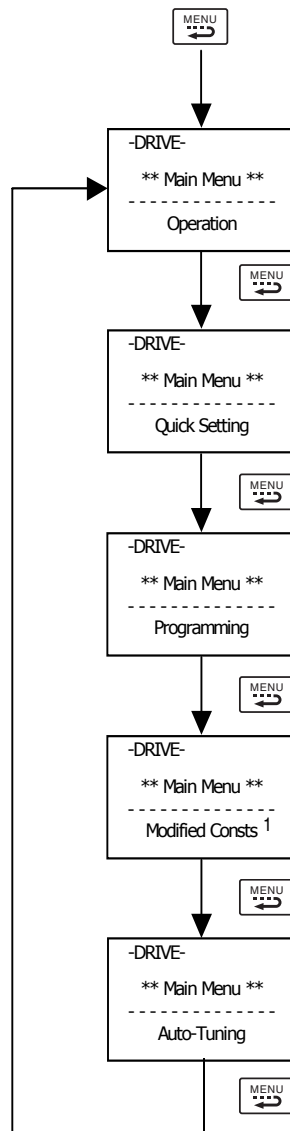 MENU
-DRIVE-
** Main Menu **
- - - - - - - - - - - - - -
Operation
MENU
-DRIVE-
** Main Menu **
- - - - - - - - - - - - - -
Quick Setting
MENU
-DRIVE-
** Main Menu **
- - - - - - - - - - - - - -
Programming
MENU
-DRIVE-
** Main Menu **
- - - - - - - - - - - - - -
Modified Consts 1
MENU
-DRIVE-
** Main Menu **
- - - - - - - - - - - - - -
Auto-Tuning
MENU